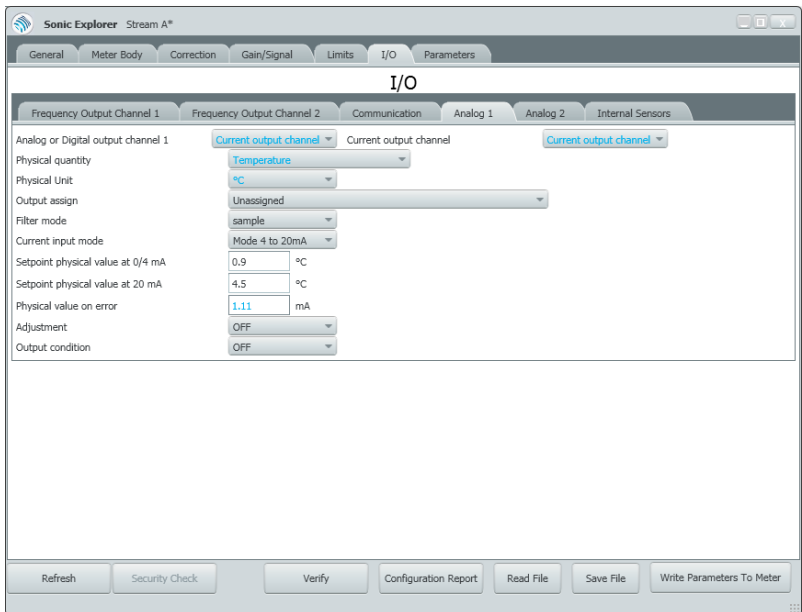 Sonic Explorer Stream A*
General Meter Body Correction Gain/Signal Limits I/O Parameters
I/O
Frequency Output Channel 1 Frequency Output Channel 2 Communication Analog 1 Analog 2 Internal Sensors
Analog or Digital output channel 1 Current output channel Current output channel Current output channel
Physical quantity Temperature
Physical Unit °C
Output assign Unassigned
Filter mode sample
Current input mode Mode 4 to 20mA
Setpoint physical value at 0/4 mA 0.9 °C
Setpoint physical value at 20 mA 4.5 °C
Physical value on error 1.11 mA
Adjustment OFF
Output condition OFF
Refresh Security Check Verify Configuration Report Read File Save File Write Parameters To Meter